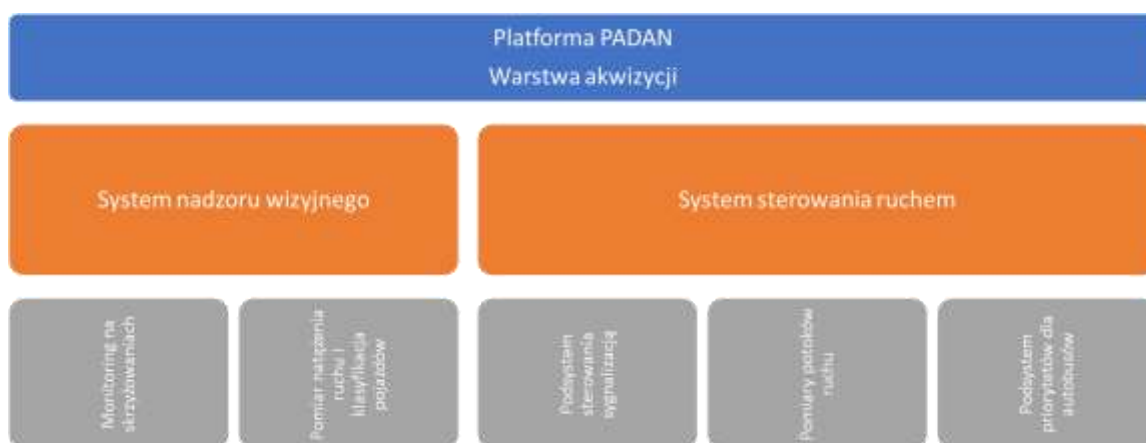 Platforma PADAN
Warstwa akwizycji
System nadzoru wizyjnego
System sterowania ruchem
Monitoring na
skrzyżowaniach
Pomiar natężenia
ruchu i
klasyfikacja
pojazdów
Podsystem
sterowania
sygnalizacją
Pomiary potoków
ruchu
Podsystem
priorytetów dla
autobusów